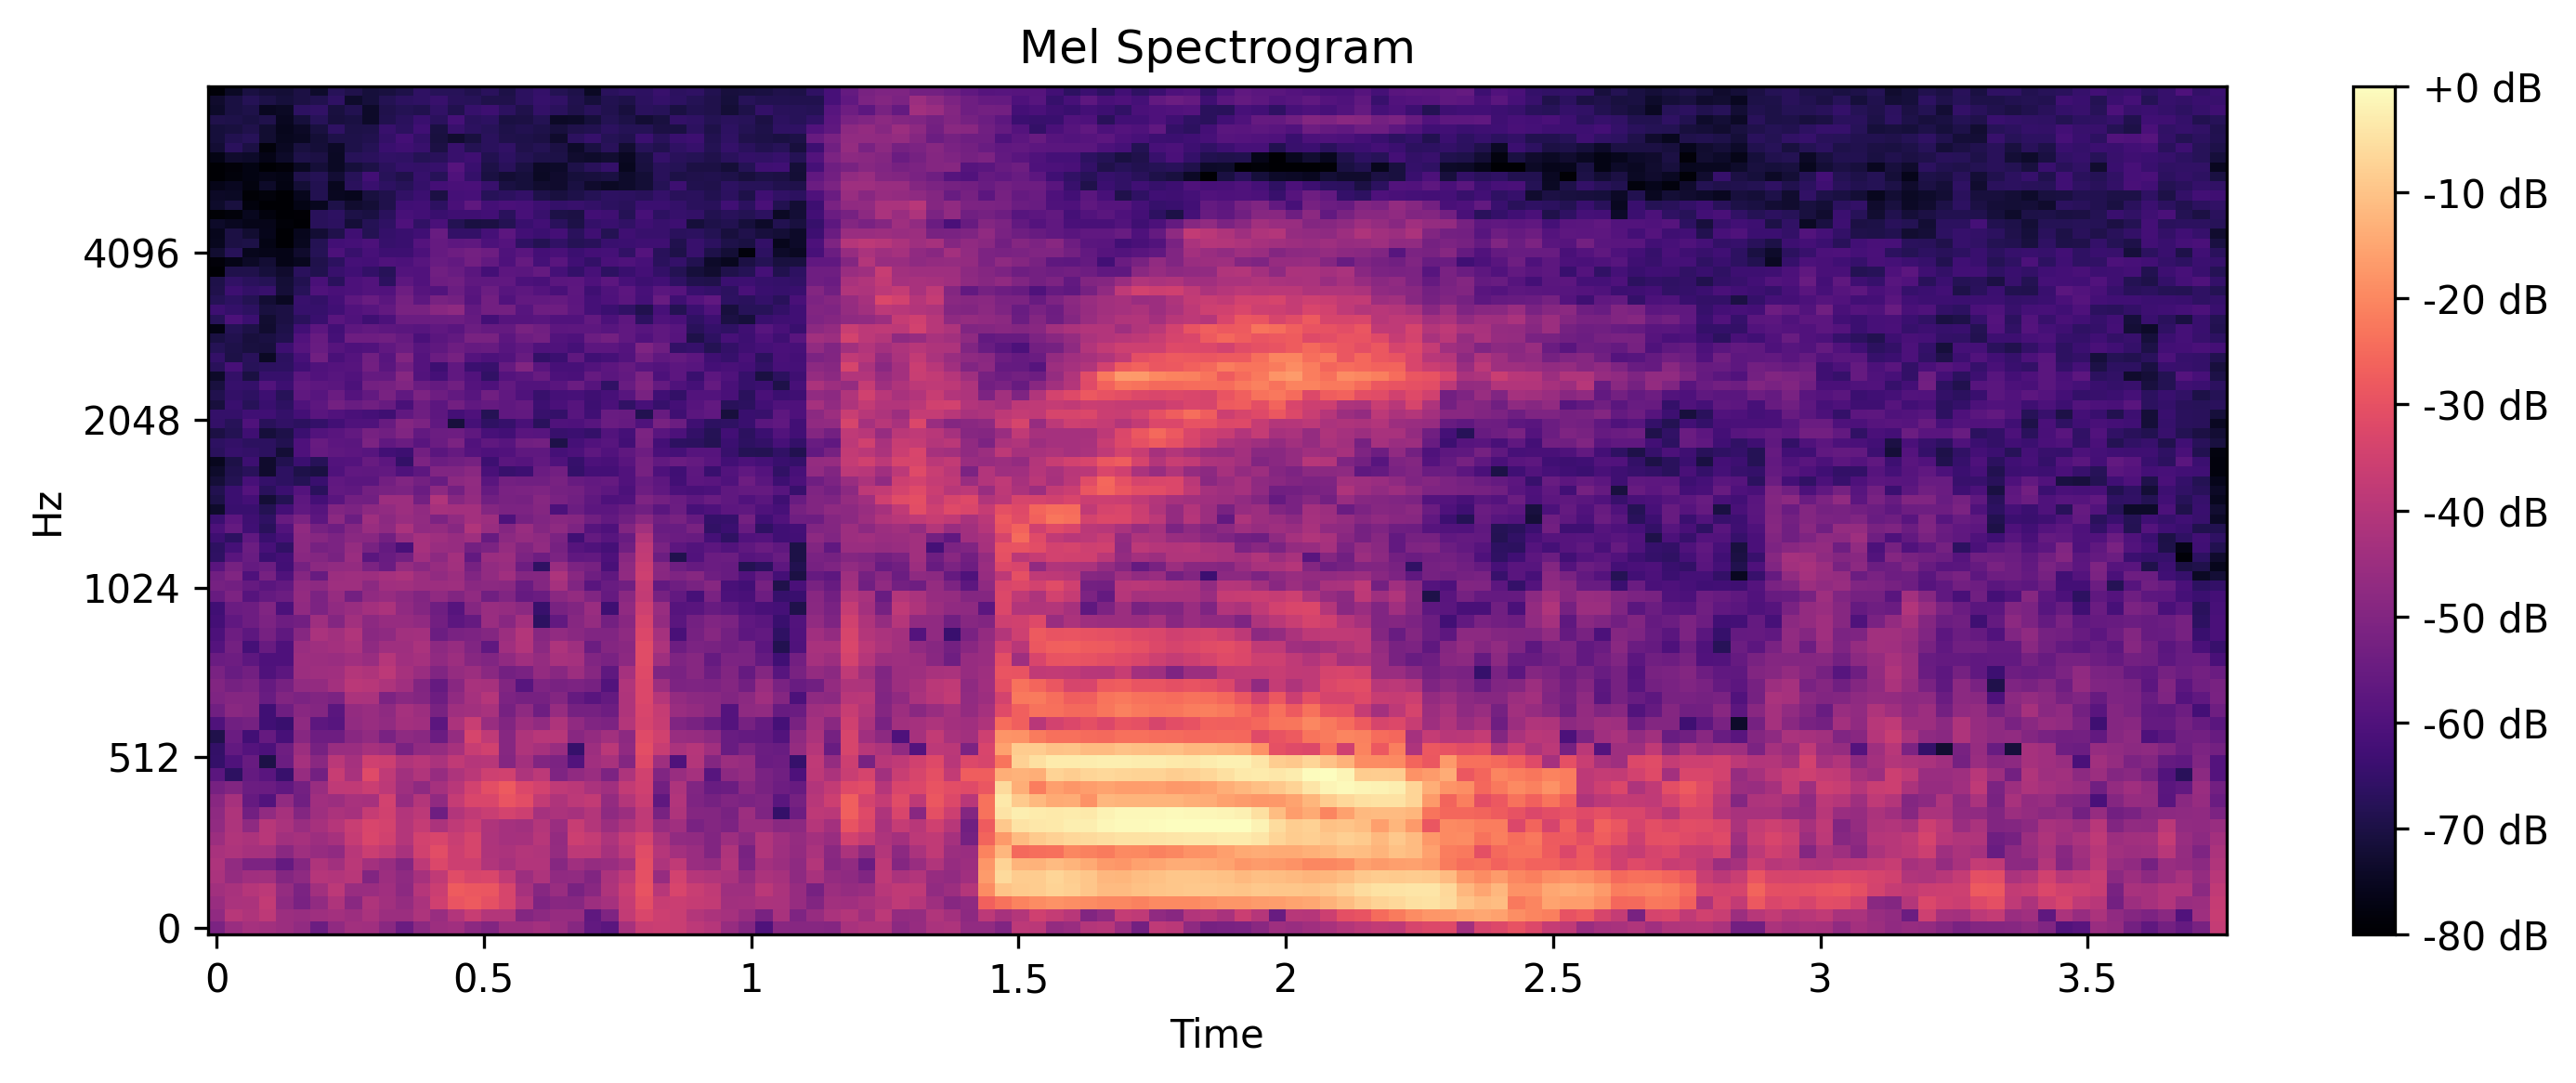 Mel Spectrogram
+0 dB
-10 dB
-20 dB
-30 dB
-40 dB
-50 dB
-60 dB
-70 dB
-80 dB
4096
2048
1024
512
0
Hz
0 0.5 1 1.5 2 2.5 3 3.5
Time